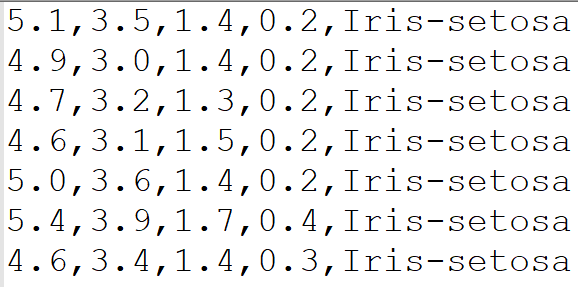 5.1,3.5,1.4,0.2,Iris-setosa
4.9,3.0,1.4,0.2,Iris-setosa
4.7,3.2,1.3,0.2,Iris-setosa
4.6,3.1,1.5,0.2,Iris-setosa
5.0,3.6,1.4,0.2,Iris-setosa
5.4,3.9,1.7,0.4,Iris-setosa
4.6,3.4,1.4,0.3,Iris-setosa